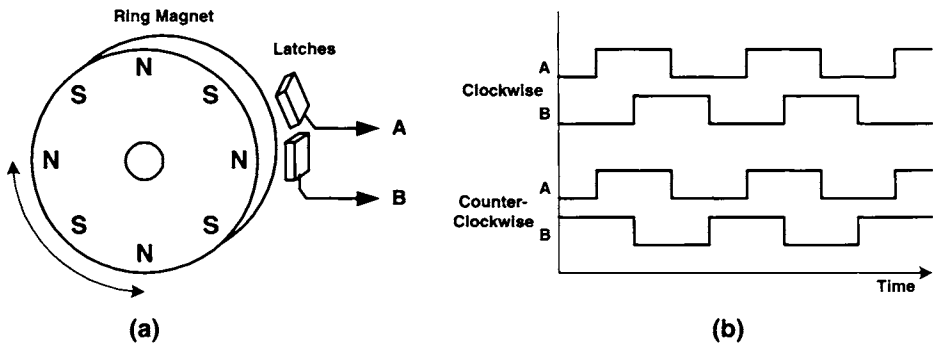 Ring Magnet
Latches
N
S
S
N
N
S
S
N
A
B
(a)
A
Clockwise
B
A
Counter-
Clockwise
B
Time
(b)